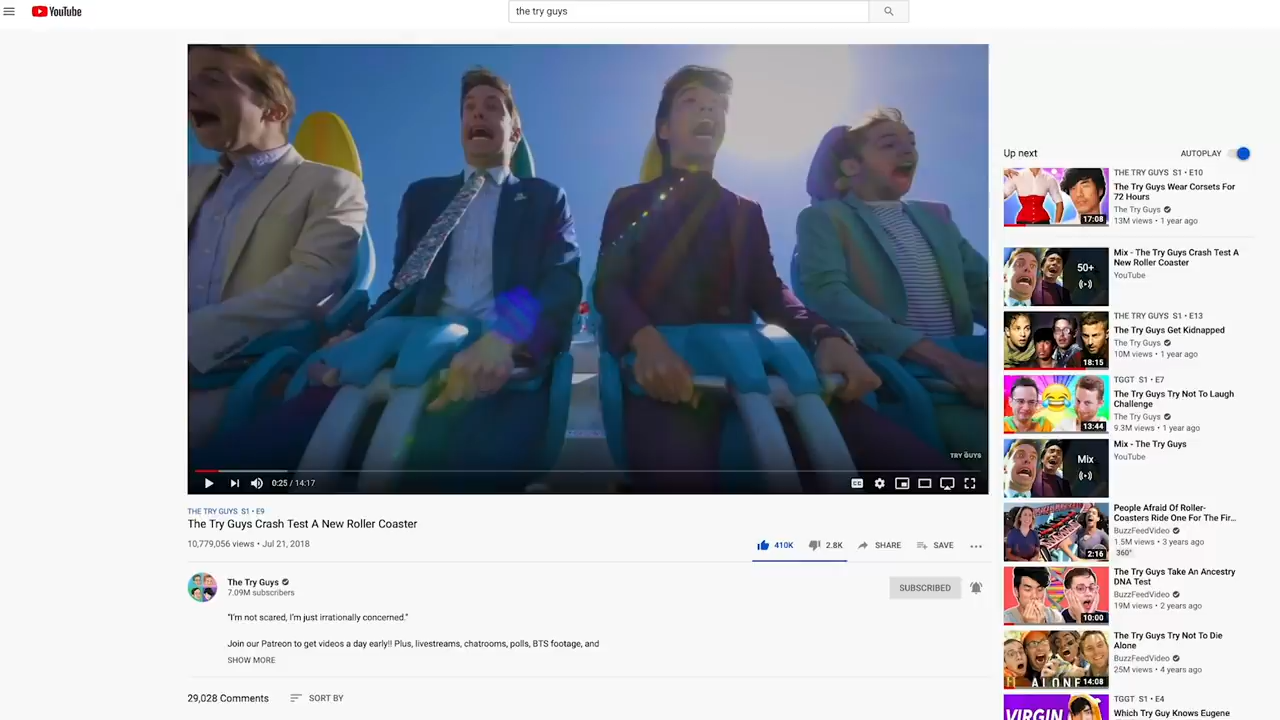 YouTube
the try guys
TRY GUYS
0:25 / 14:17
CC
THE TRY GUYS S1 • E9
The Try Guys Crash Test A New Roller Coaster
10,779,056 views • Jul 21, 2018
410K
2.8K
SHARE
SAVE
The Try Guys
7.09M subscribers
SUBSCRIBED
"I'm not scared, I'm just irrationally concerned."
Join our Patreon to get videos a day early!! Plus, livestreams, chatrooms, polls, BTS footage, and
SHOW MORE
29,028 Comments
SORT BY
Up next
AUTOPLAY
17:08
THE TRY GUYS S1 • E10
The Try Guys Wear Corsets For
72 Hours
The Try Guys
13M views • 1 year ago
50+
Mix - The Try Guys Crash Test A
New Roller Coaster
YouTube
18:15
THE TRY GUYS S1 • E13
The Try Guys Get Kidnapped
The Try Guys
10M views • 1 year ago
13:44
TGGT S1 • E7
The Try Guys Try Not To Laugh
Challenge
The Try Guys
9.3M views • 1 year ago
Mix
Mix - The Try Guys
YouTube
2:16
People Afraid Of Roller-
Coasters Ride One For The Fir...
BuzzFeedVideo
1.5M views • 3 years ago
360°
10:00
The Try Guys Take An Ancestry
DNA Test
BuzzFeedVideo
19M views • 2 years ago
ALONE
14:08
The Try Guys Try Not To Die
Alone
BuzzFeedVideo
25M views • 4 years ago
VIRGIN
TGGT S1 • E4
Which Try Guy Knows Eugene